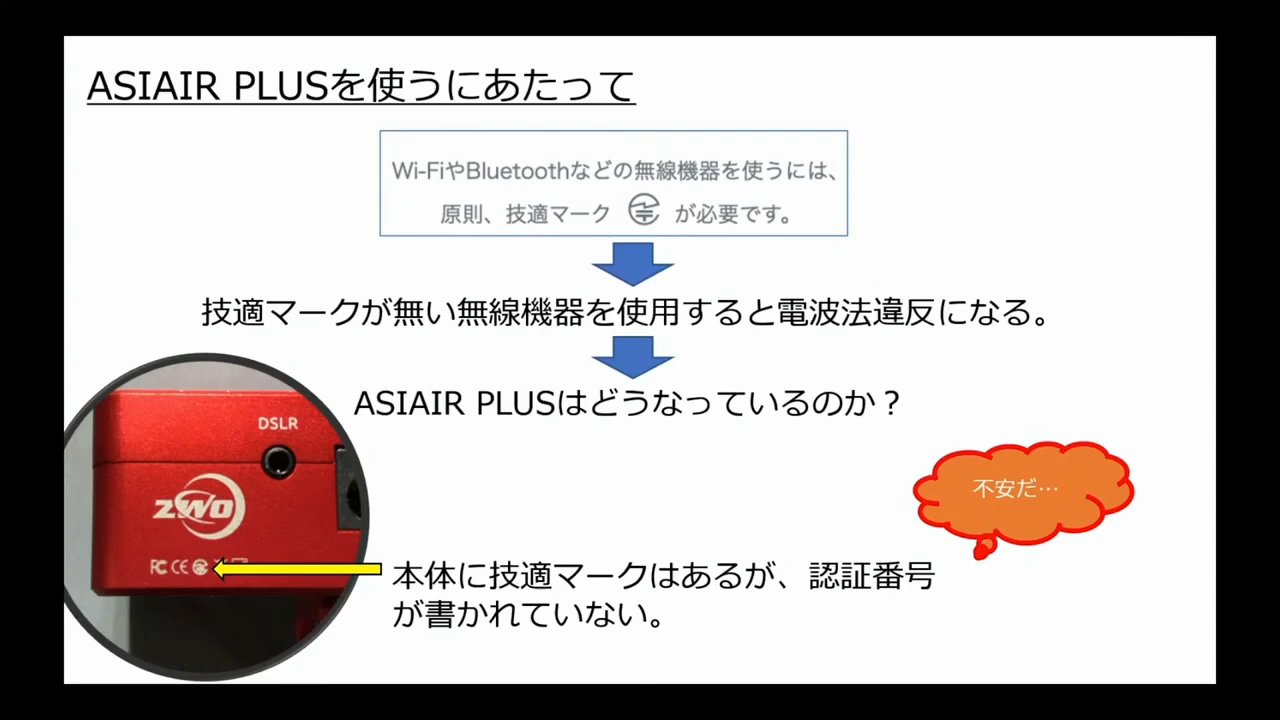 ASIAIR PLUSを使うにあたって
Wi-FiやBluetoothなどの無線機器を使うには、
原則、技適マーク が必要です。
技適マークが無い無線機器を使用すると電波法違反になる。
ASIAIR PLUSはどうなっているのか？
DSLR
ZWO
FC CE
不安だ…
本体に技適マークはあるが、認証番号
が書かれていない。